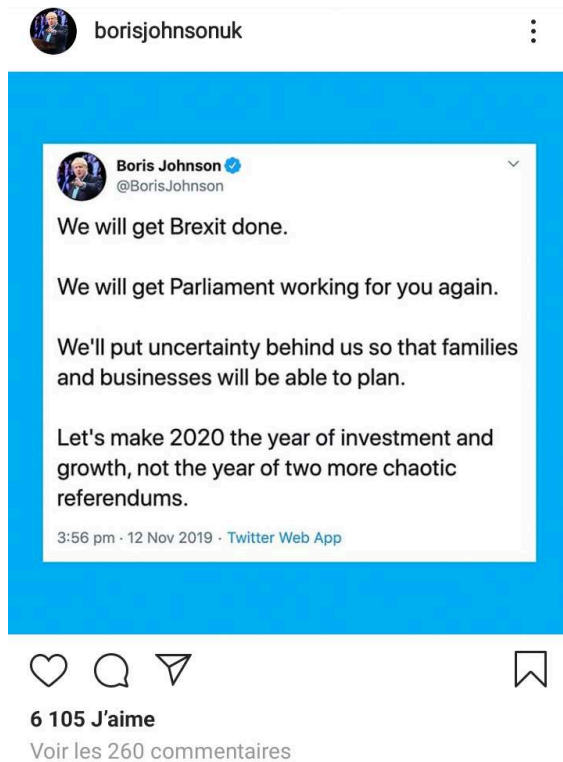 borisjohnsonuk
Boris Johnson
@BorisJohnson
We will get Brexit done.
We will get Parliament working for you again.
We'll put uncertainty behind us so that families
and businesses will be able to plan.
Let's make 2020 the year of investment and
growth, not the year of two more chaotic
referendums.
3:56 pm · 12 Nov 2019 · Twitter Web App
6 105 J'aime
Voir les 260 commentaires